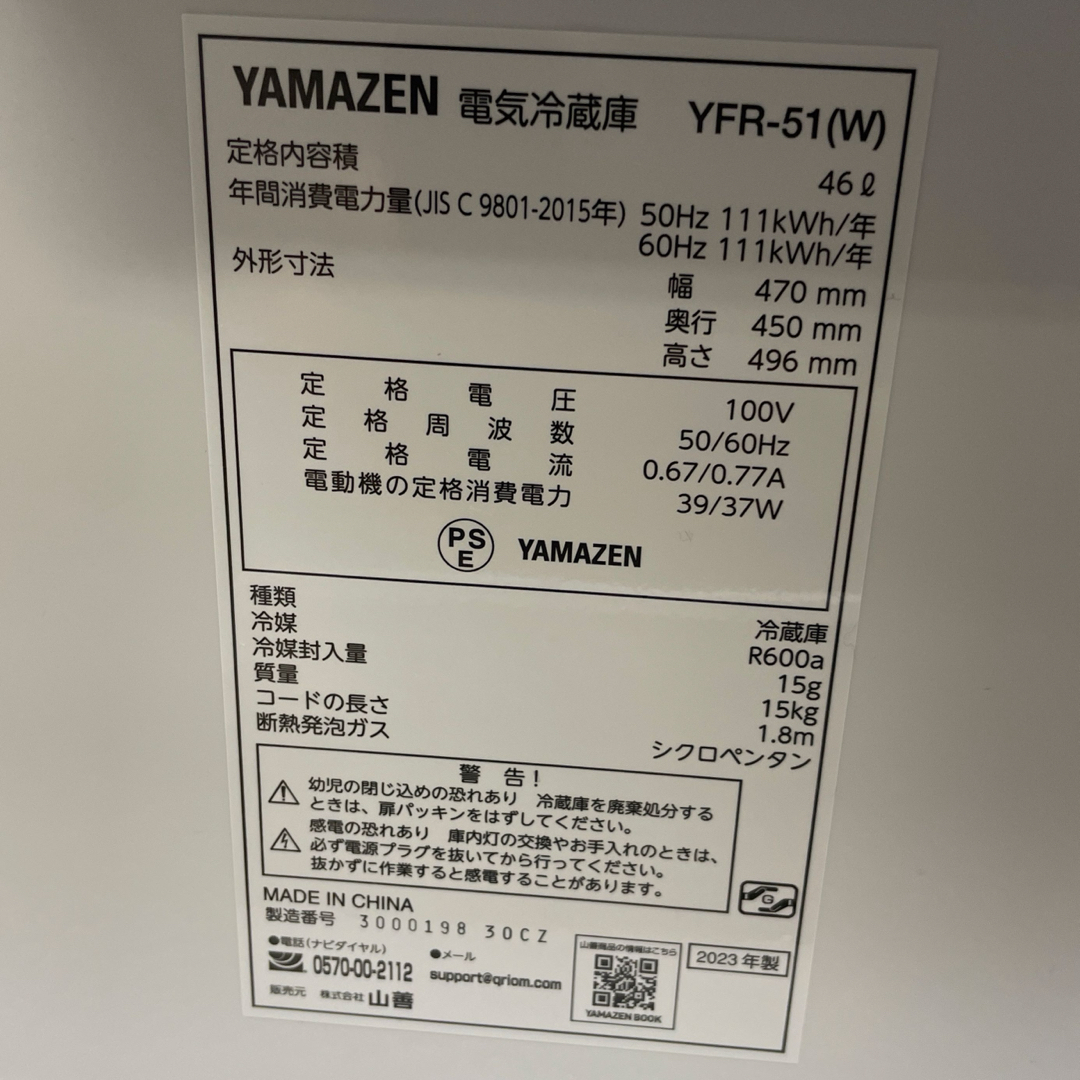 YAMAZEN 電気冷蔵庫 YFR-51(W)
定格内容積 46ℓ
年間消費電力量(JIS C 9801-2015年) 50Hz 111kWh/年
60Hz 111kWh/年
外形寸法 幅 470 mm
奥行 450 mm
高さ 496 mm
定格電圧 100V
定格周波数 50/60Hz
定格電流 0.67/0.77A
電動機の定格消費電力 39/37W
PSE YAMAZEN
種類 冷蔵庫
冷媒 R600a
冷媒封入量 15g
質量 15kg
コードの長さ 1.8m
断熱発泡ガス シクロペンタン
警告!
幼児の閉じ込めの恐れあり 冷蔵庫を廃棄処分する
ときは、扉パッキンをはずしてください。
感電の恐れあり 庫内灯の交換やお手入れのときは、
必ず電源プラグを抜いてから行ってください。
抜かずに作業すると感電することがあります。
G
MADE IN CHINA
製造番号 3000198 30CZ
●電話(ナビダイヤル)
0570-00-2112
●メール
support@qriom.com
販売元 株式会社 山善
山善商品の情報はこちら
YAMAZEN BOOK
2023年製